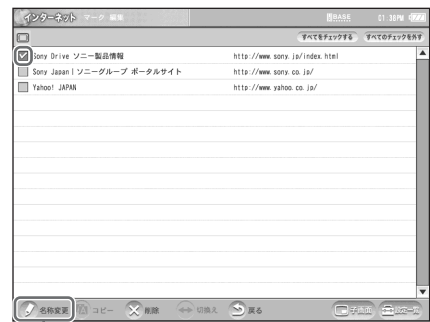 インターネット マーク 編集 BASE 01:38PM
すべてをチェックする すべてのチェックを外す
Sony Drive ソニー製品情報 http://www.sony.jp/index.html
Sony Japan | ソニーグループ ポータルサイト http://www.sony.co.jp/
Yahoo! JAPAN http://www.yahoo.co.jp/
名称変更 コピー 削除 切換え 戻る 子画面